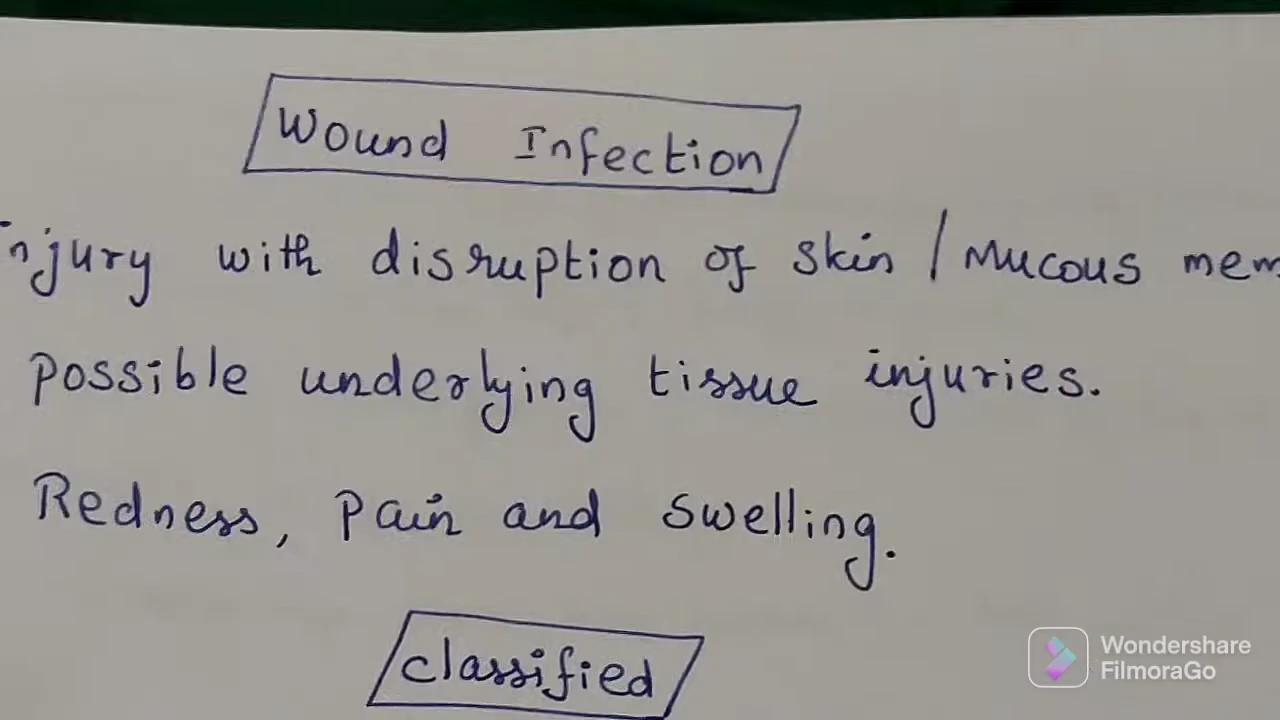 Wound Infection
injury with disruption of skin / Mucous mem
possible underlying tissue injuries.
Redness, pain and swelling.
classified
Wondershare
FilmoraGo